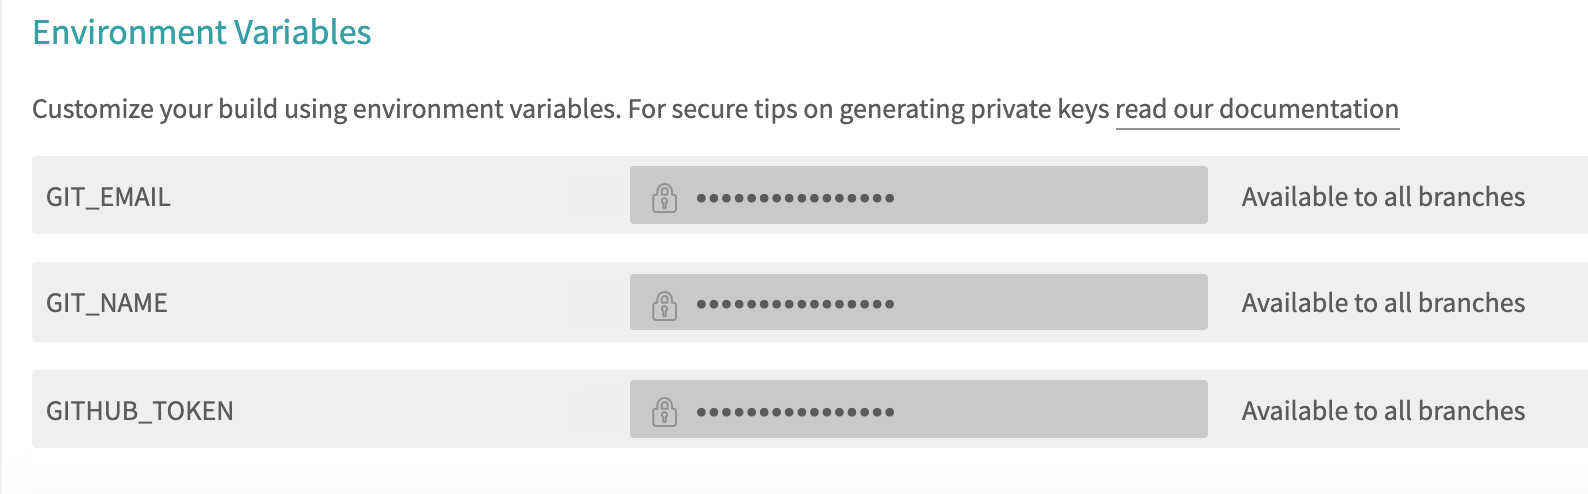 Environment Variables
Customize your build using environment variables. For secure tips on generating private keys read our documentation
GIT_EMAIL •••••••••••••••• Available to all branches
GIT_NAME •••••••••••••••• Available to all branches
GITHUB_TOKEN •••••••••••••••• Available to all branches